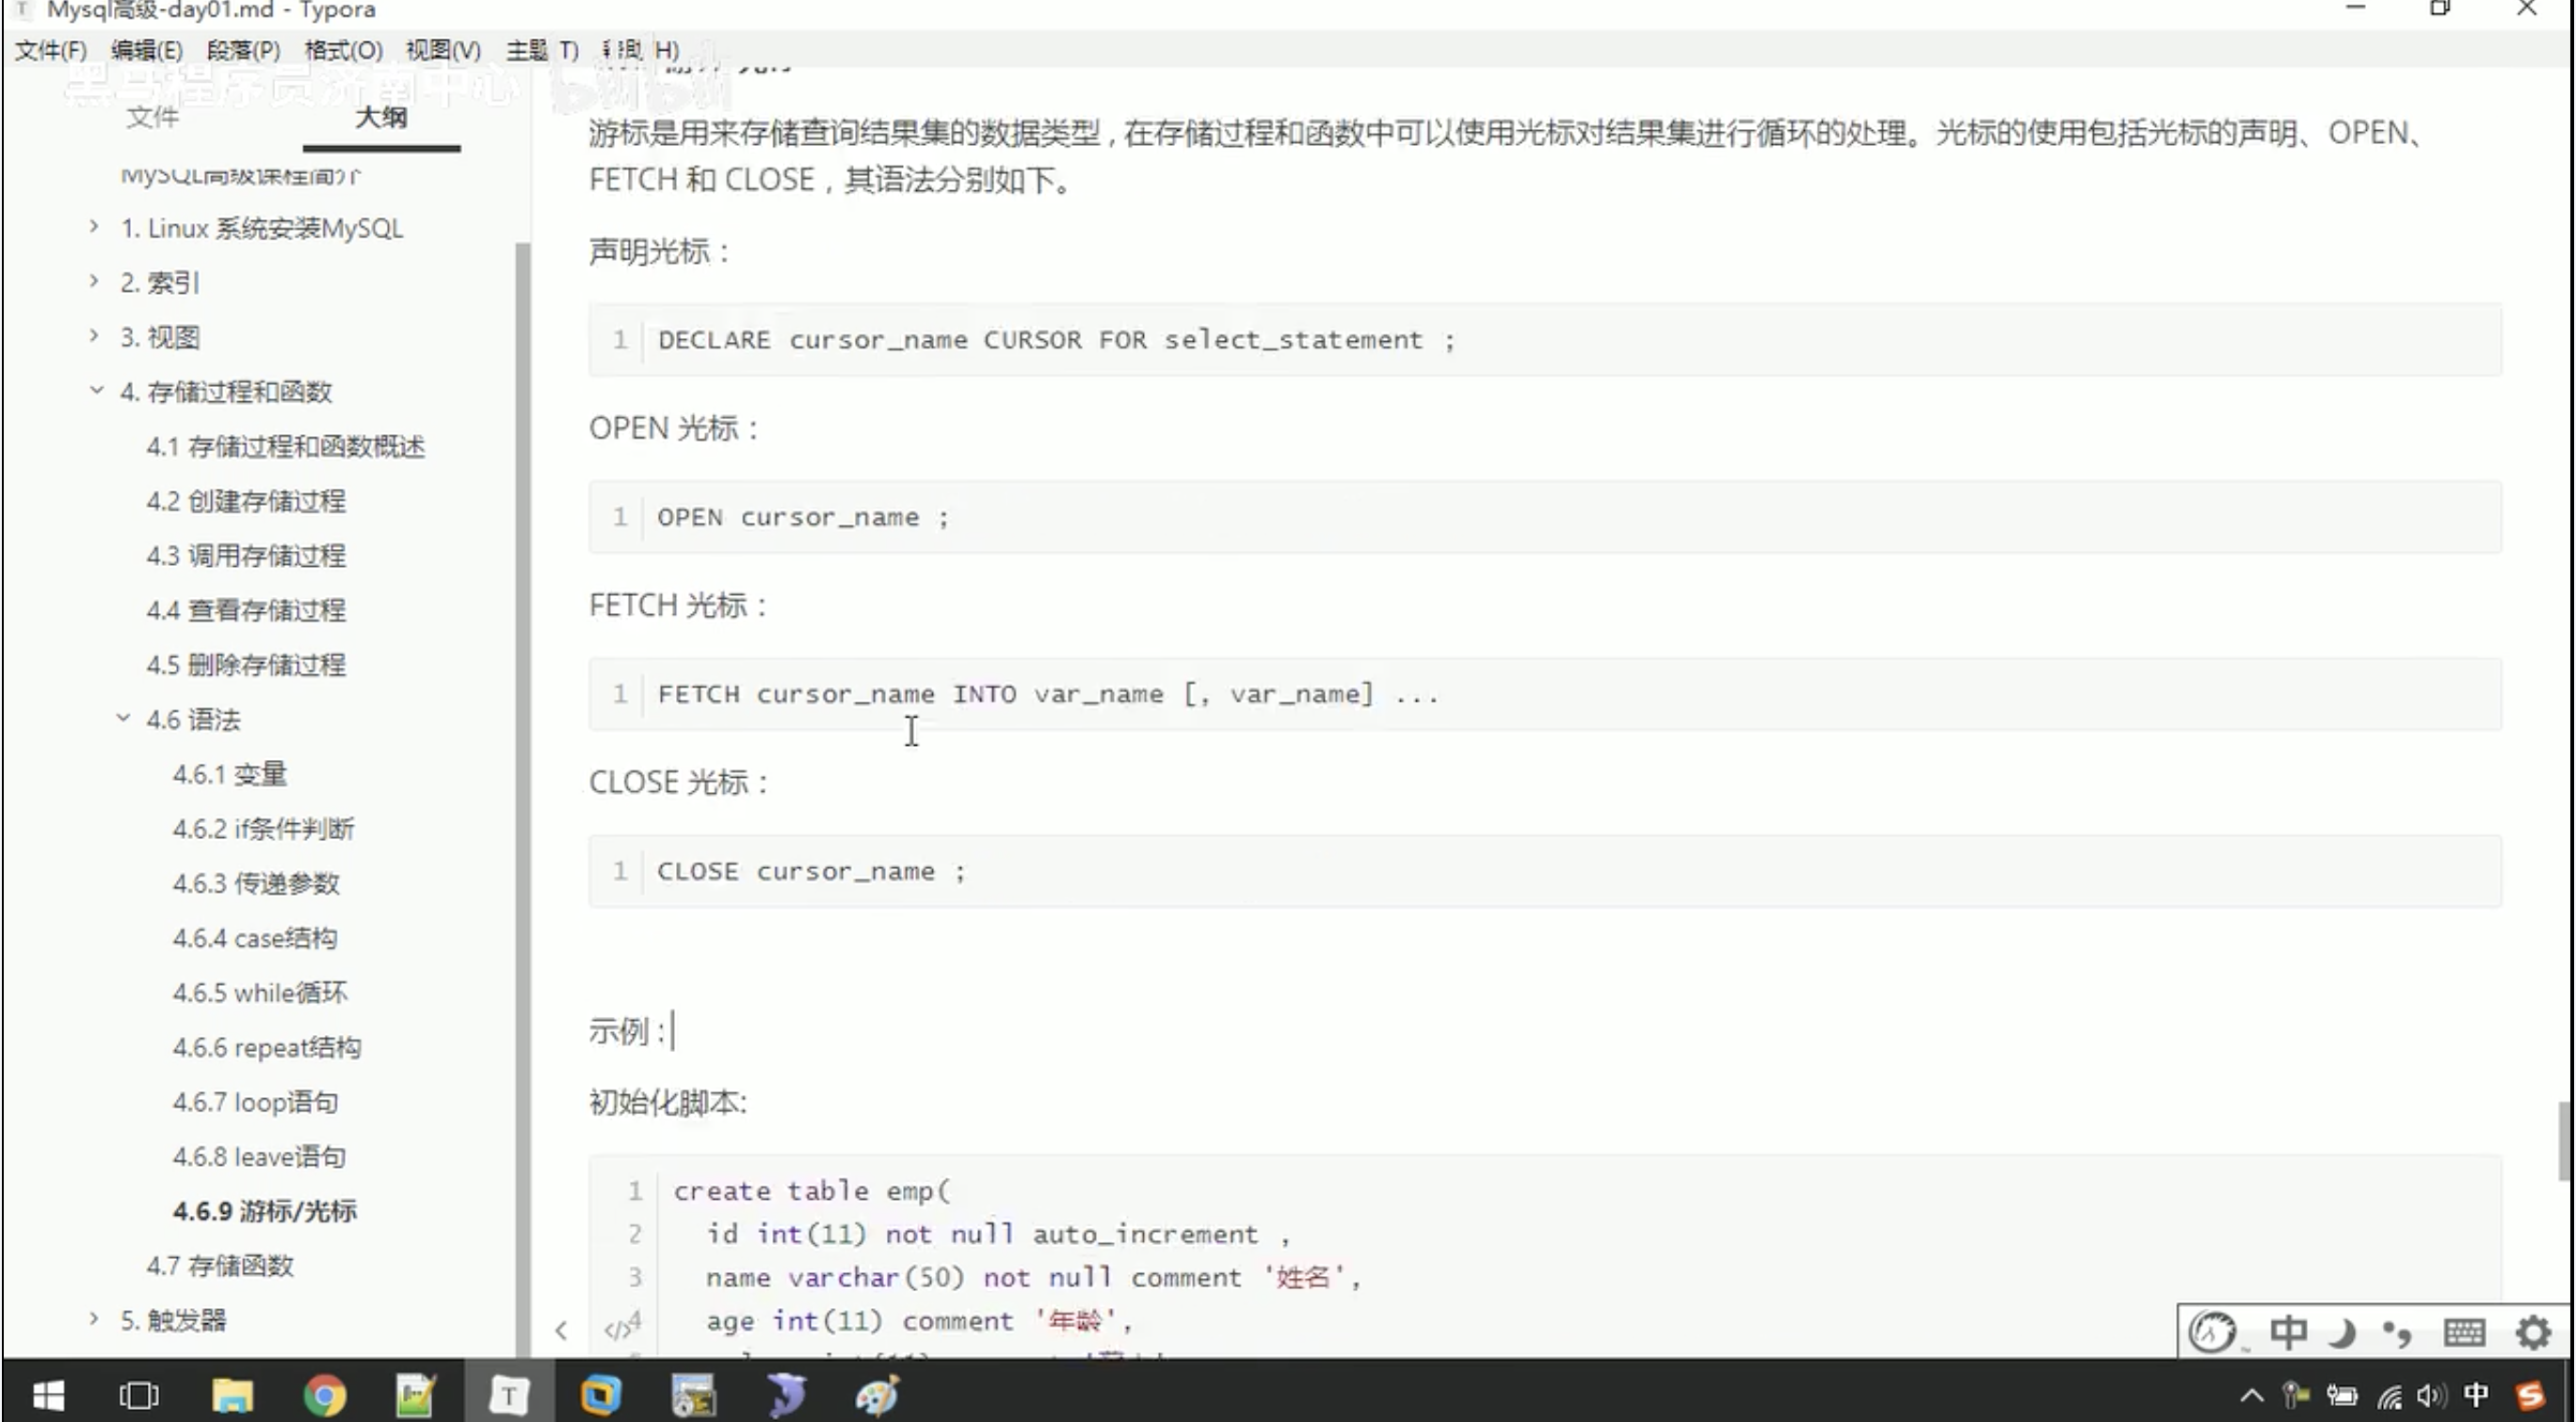 Mysql高级-day01.md - Typora
文件(F) 编辑(E) 段落(P) 格式(O) 视图(V) 主题(T) 帮助(H)
黑马程序员济南中心 bilibili
文件 大纲
MySQL高级课程简介
1. Linux 系统安装MySQL
2. 索引
3. 视图
4. 存储过程和函数
4.1 存储过程和函数概述
4.2 创建存储过程
4.3 调用存储过程
4.4 查看存储过程
4.5 删除存储过程
4.6 语法
4.6.1 变量
4.6.2 if条件判断
4.6.3 传递参数
4.6.4 case结构
4.6.5 while循环
4.6.6 repeat结构
4.6.7 loop语句
4.6.8 leave语句
4.6.9 游标/光标
4.7 存储函数
5. 触发器
游标是用来存储查询结果集的数据类型 , 在存储过程和函数中可以使用光标对结果集进行循环的处理。光标的使用包括光标的声明、OPEN、
FETCH 和 CLOSE，其语法分别如下。
声明光标：
1 DECLARE cursor_name CURSOR FOR select_statement ;
OPEN 光标：
1 OPEN cursor_name ;
FETCH 光标：
1 FETCH cursor_name INTO var_name [, var_name] ...
CLOSE 光标：
1 CLOSE cursor_name ;
示例 :
初始化脚本:
1 create table emp(
2 id int(11) not null auto_increment ,
3 name varchar(50) not null comment '姓名',
4 age int(11) comment '年龄',
中
中